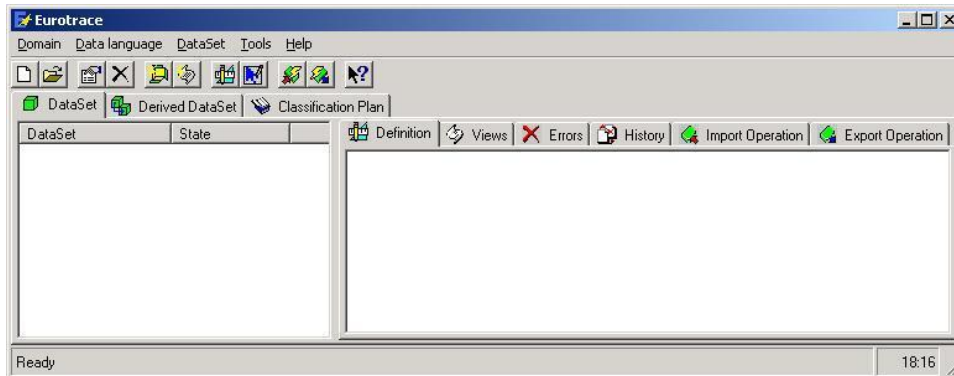 Eurotrace
Domain Data language DataSet Tools Help
DataSet Derived DataSet Classification Plan
DataSet State
Definition Views Errors History Import Operation Export Operation
Ready 18:16